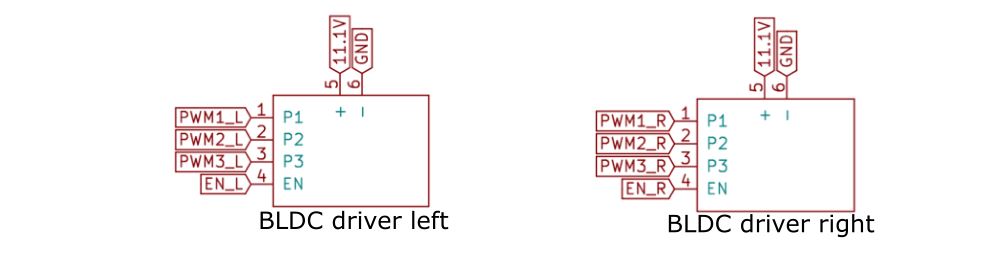 11.1V
GND
5
6
+ -
PWM1_L 1 P1
PWM2_L 2 P2
PWM3_L 3 P3
EN_L 4 EN
BLDC driver left
11.1V
GND
5
6
+ -
PWM1_R 1 P1
PWM2_R 2 P2
PWM3_R 3 P3
EN_R 4 EN
BLDC driver right